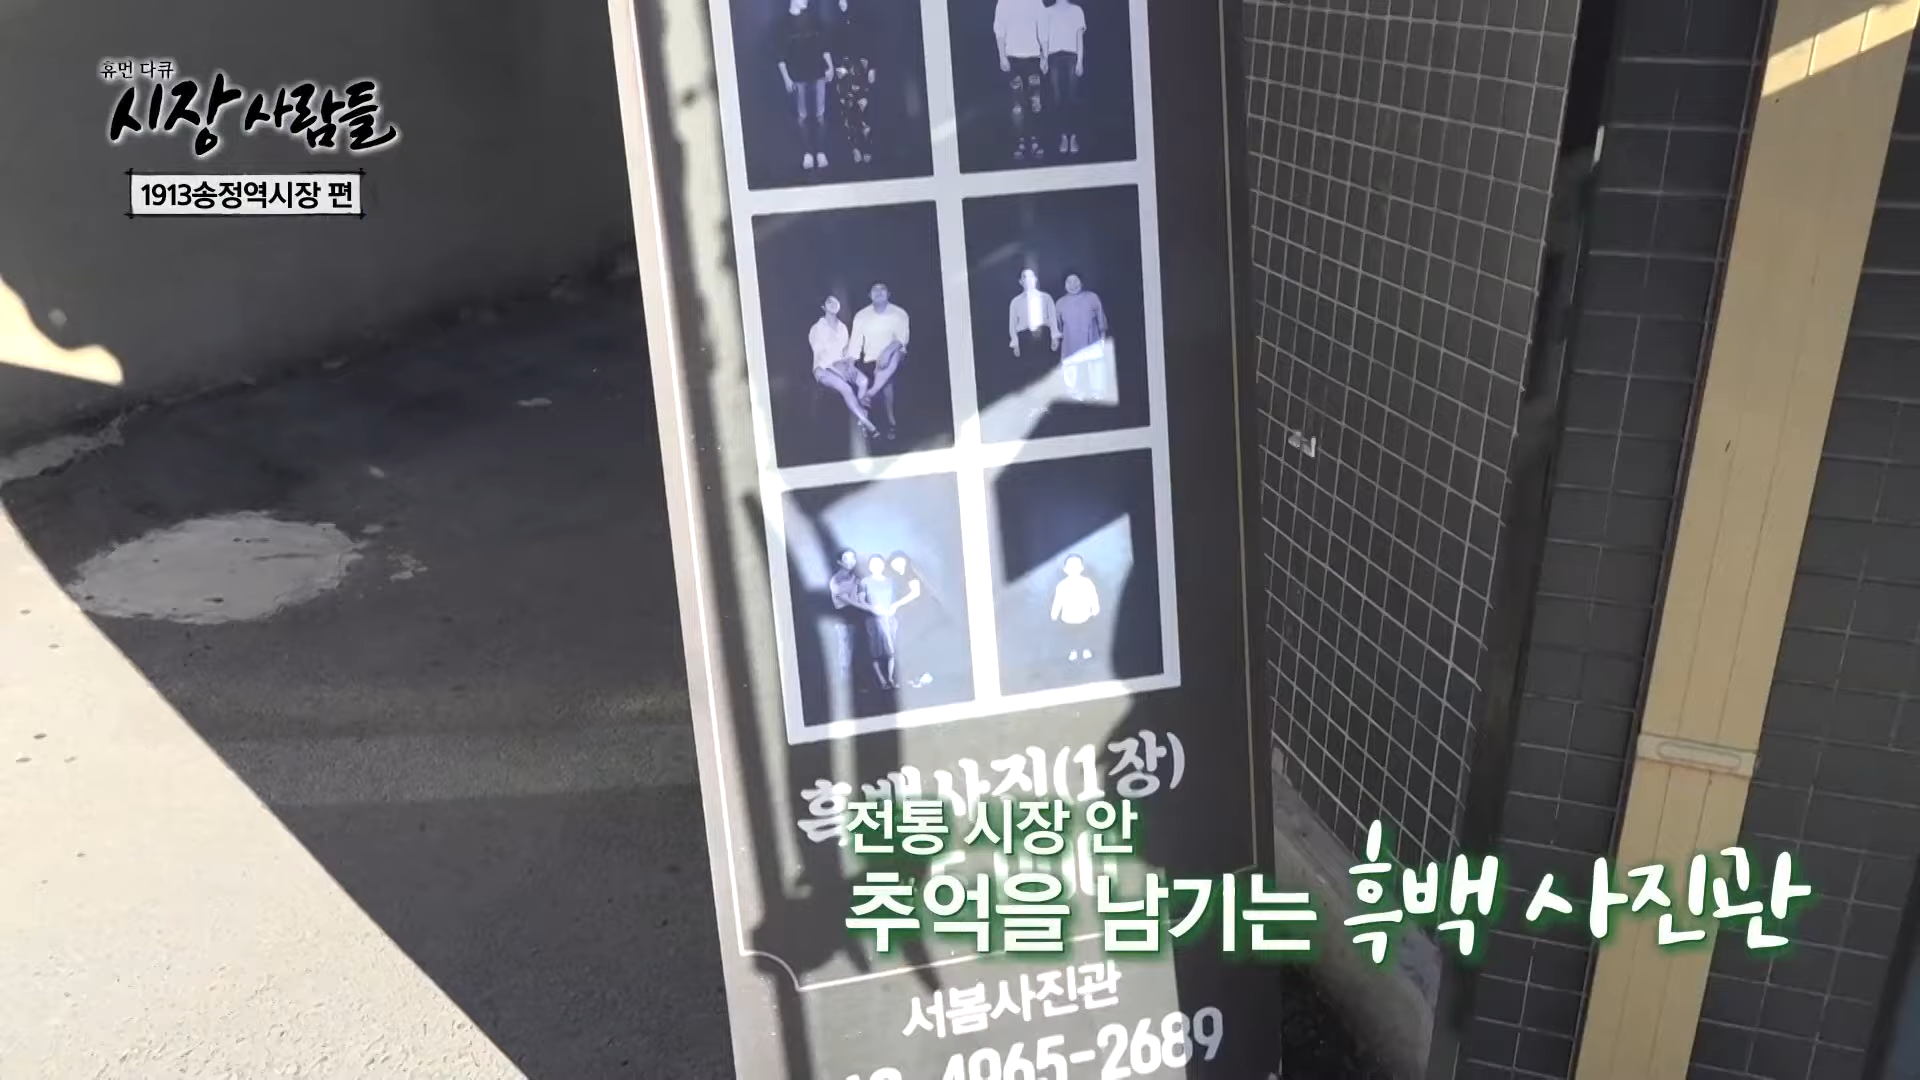 휴먼 다큐
시장 사람들
1913송정역시장 편
흑백사진(1장)
전통 시장 안
추억을 남기는 흑백 사진관
서봄사진관
4965-2689